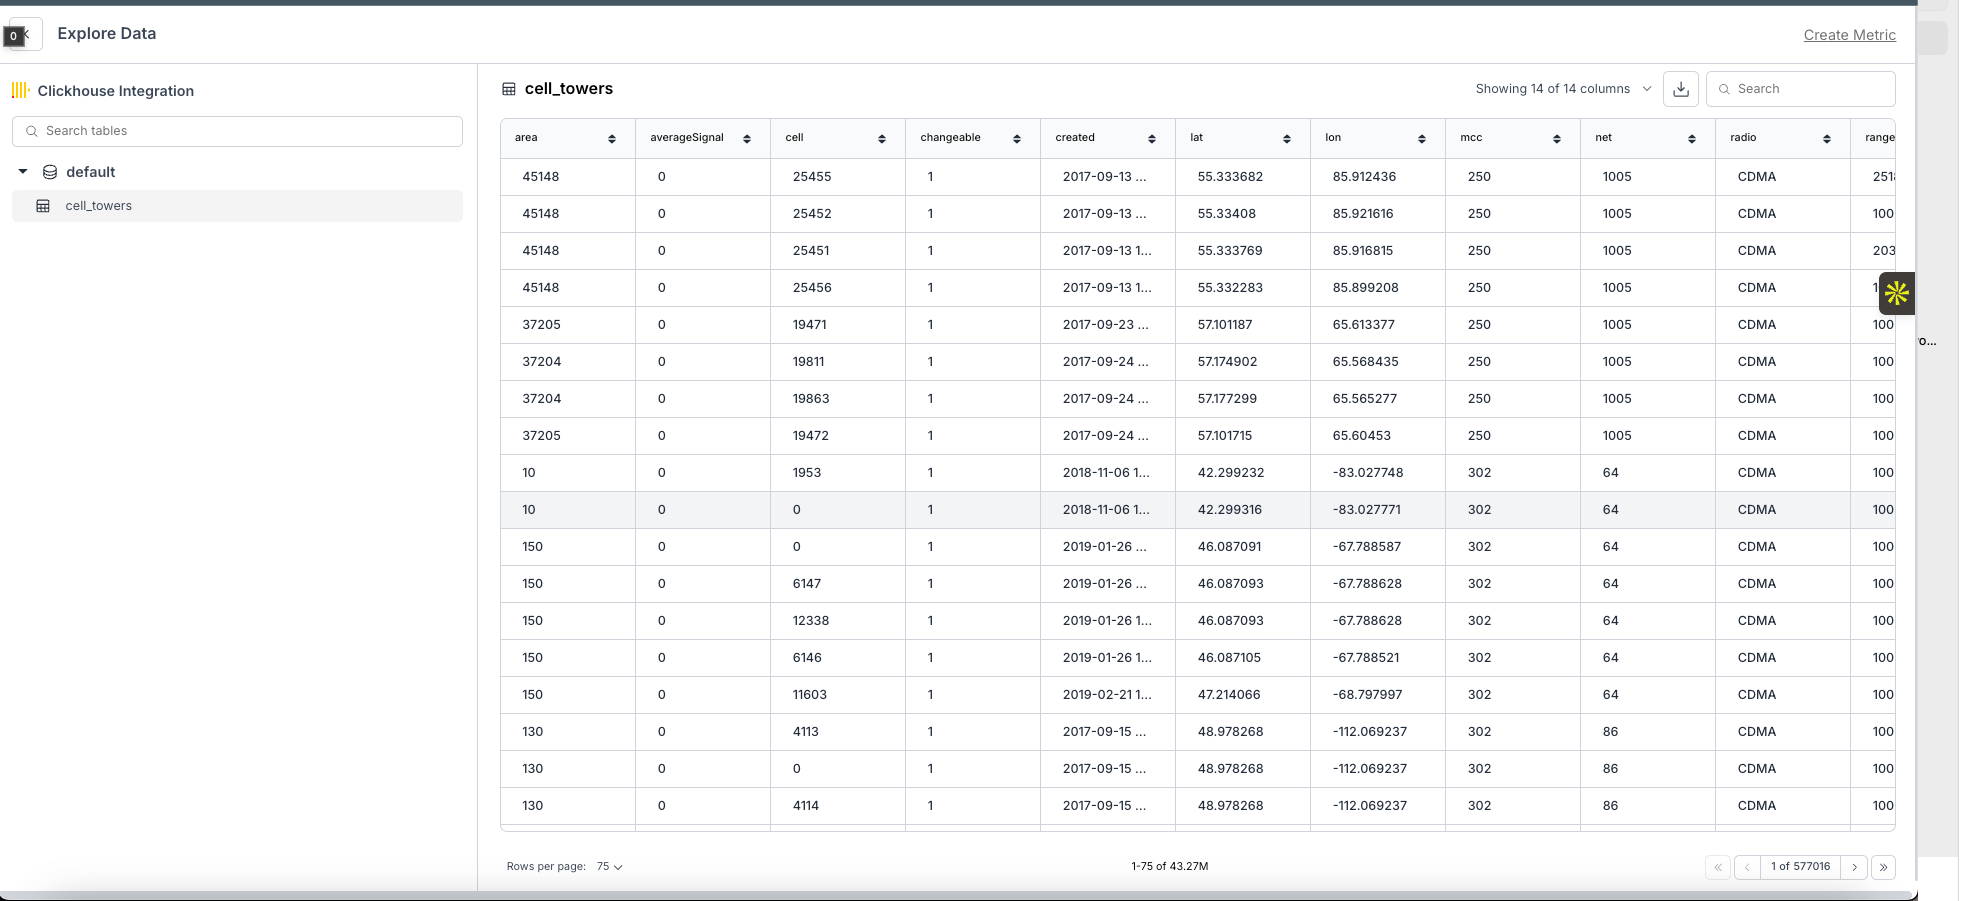 0
Explore Data
Create Metric
Clickhouse Integration
Search tables
default
cell_towers
cell_towers
Showing 14 of 14 columns
Search
area averageSignal cell changeable created lat lon mcc net radio range
45148 0 25455 1 2017-09-13 ... 55.333682 85.912436 250 1005 CDMA 251
45148 0 25452 1 2017-09-13 ... 55.33408 85.921616 250 1005 CDMA 100
45148 0 25451 1 2017-09-13 1... 55.333769 85.916815 250 1005 CDMA 203
45148 0 25456 1 2017-09-13 1... 55.332283 85.899208 250 1005 CDMA
37205 0 19471 1 2017-09-23 ... 57.101187 65.613377 250 1005 CDMA 100
37204 0 19811 1 2017-09-24 ... 57.174902 65.568435 250 1005 CDMA 100
37204 0 19863 1 2017-09-24 ... 57.177299 65.565277 250 1005 CDMA 100
37205 0 19472 1 2017-09-24 ... 57.101715 65.60453 250 1005 CDMA 100
10 0 1953 1 2018-11-06 1... 42.299232 -83.027748 302 64 CDMA 100
10 0 0 1 2018-11-06 1... 42.299316 -83.027771 302 64 CDMA 100
150 0 0 1 2019-01-26 ... 46.087091 -67.788587 302 64 CDMA 100
150 0 6147 1 2019-01-26 ... 46.087093 -67.788628 302 64 CDMA 100
150 0 12338 1 2019-01-26 1... 46.087093 -67.788628 302 64 CDMA 100
150 0 6146 1 2019-01-26 1... 46.087105 -67.788521 302 64 CDMA 100
150 0 11603 1 2019-02-21 1... 47.214066 -68.797997 302 64 CDMA 100
130 0 4113 1 2017-09-15 ... 48.978268 -112.069237 302 86 CDMA 100
130 0 0 1 2017-09-15 ... 48.978268 -112.069237 302 86 CDMA 100
130 0 4114 1 2017-09-15 ... 48.978268 -112.069237 302 86 CDMA 100
Rows per page: 75
1-75 of 43.27M
1 of 577016